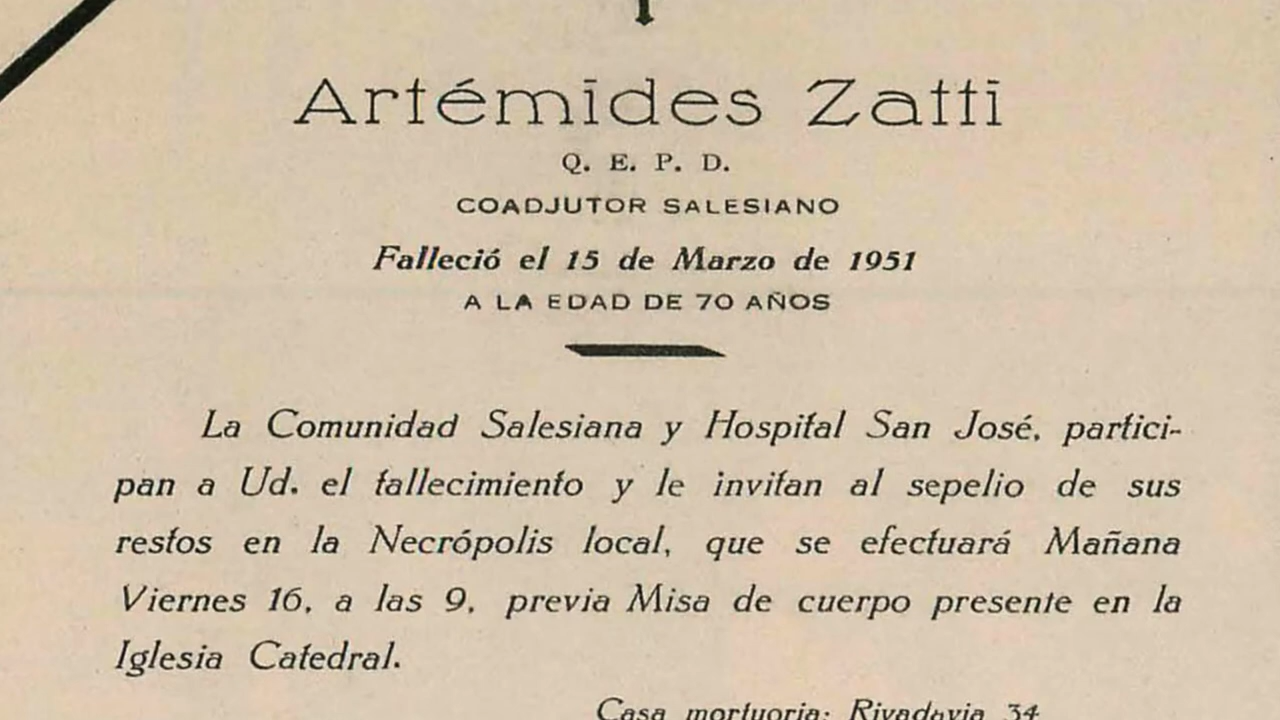 Artémides Zatti
Q. E. P. D.
COADJUTOR SALESIANO
Falleció el 15 de Marzo de 1951
A LA EDAD DE 70 AÑOS
La Comunidad Salesiana y Hospital San José, partici-
pan a Ud. el fallecimiento y le invitan al sepelio de sus
restos en la Necrópolis local, que se efectuará Mañana
Viernes 16, a las 9, previa Misa de cuerpo presente en la
Iglesia Catedral.
Casa mortuoria: Rivadavia 34